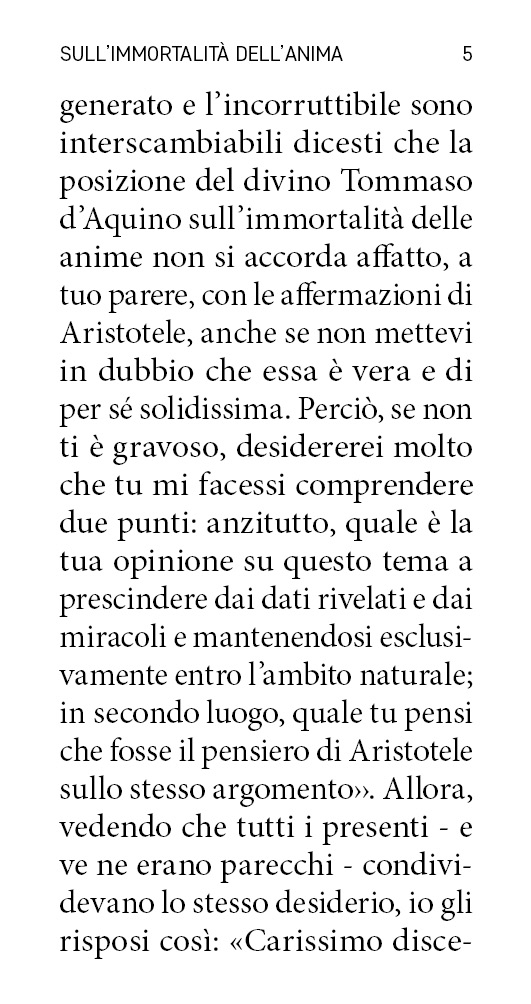 SULL'IMMORTALITÀ DELL'ANIMA 5
generato e l'incorruttibile sono
interscambiabili dicesti che la
posizione del divino Tommaso
d'Aquino sull'immortalità delle
anime non si accorda affatto, a
tuo parere, con le affermazioni di
Aristotele, anche se non mettevi
in dubbio che essa è vera e di
per sé solidissima. Perciò, se non
ti è gravoso, desidererei molto
che tu mi facessi comprendere
due punti: anzitutto, quale è la
tua opinione su questo tema a
prescindere dai dati rivelati e dai
miracoli e mantenendosi esclusi-
vamente entro l'ambito naturale;
in secondo luogo, quale tu pensi
che fosse il pensiero di Aristotele
sullo stesso argomento››. Allora,
vedendo che tutti i presenti - e
ve ne erano parecchi - condivi-
devano lo stesso desiderio, io gli
risposi così: «Carissimo disce-